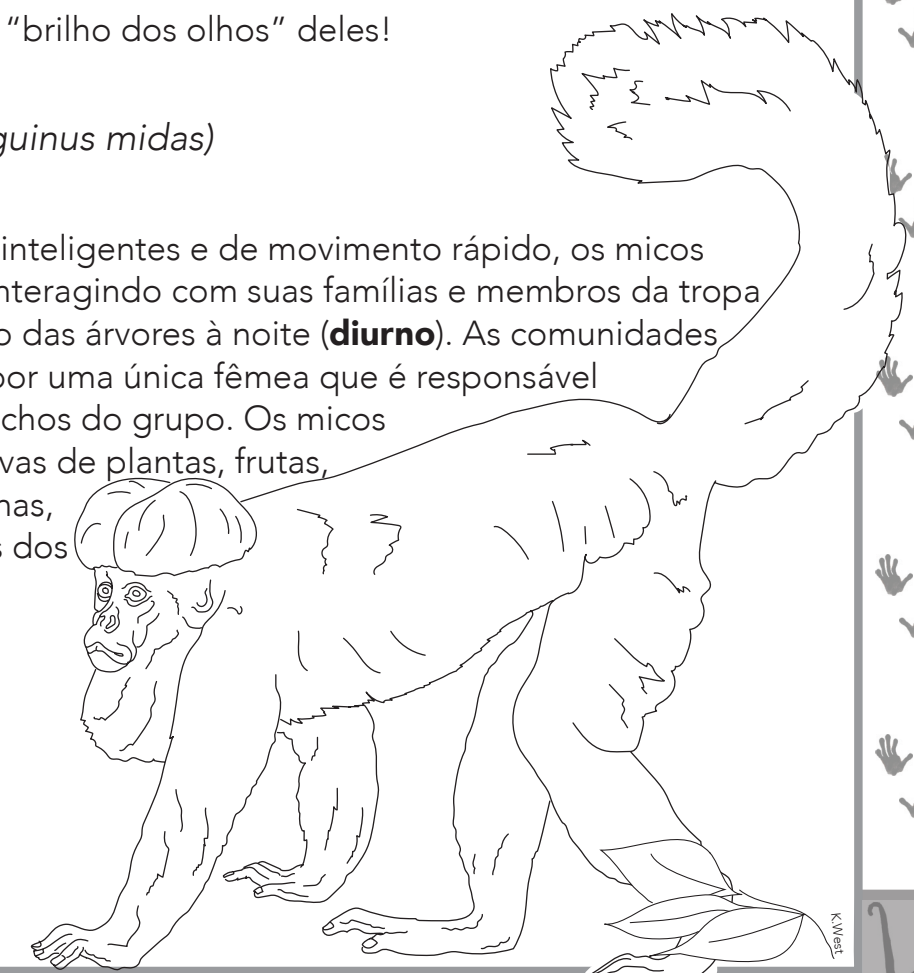 “brilho dos olhos” deles!
guinus midas)
inteligentes e de movimento rápido, os micos
nteragindo com suas famílias e membros da tropa
o das árvores à noite (diurno). As comunidades
por uma única fêmea que é responsável
chos do grupo. Os micos
vas de plantas, frutas,
nas,
s dos
K.West